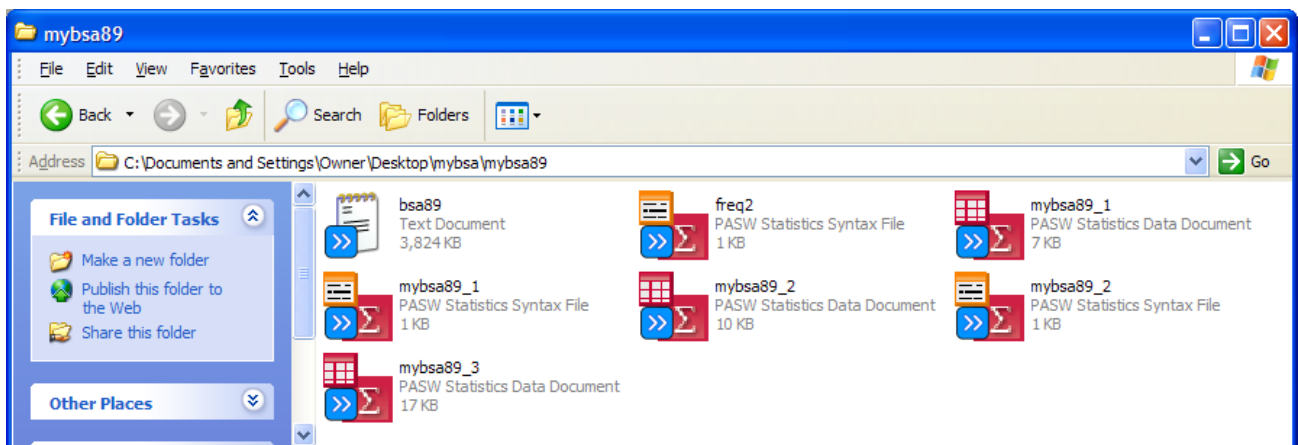 mybsa89
File Edit View Favorites Tools Help
Back Search Folders
Address C:\Documents and Settings\Owner\Desktop\mybsa\mybsa89 Go
File and Folder Tasks
Make a new folder
Publish this folder to
the Web
Share this folder
Other Places
bsa89
Text Document
3,824 KB
freq2
PASW Statistics Syntax File
1 KB
mybsa89_1
PASW Statistics Data Document
7 KB
mybsa89_1
PASW Statistics Syntax File
1 KB
mybsa89_2
PASW Statistics Data Document
10 KB
mybsa89_2
PASW Statistics Syntax File
1 KB
mybsa89_3
PASW Statistics Data Document
17 KB